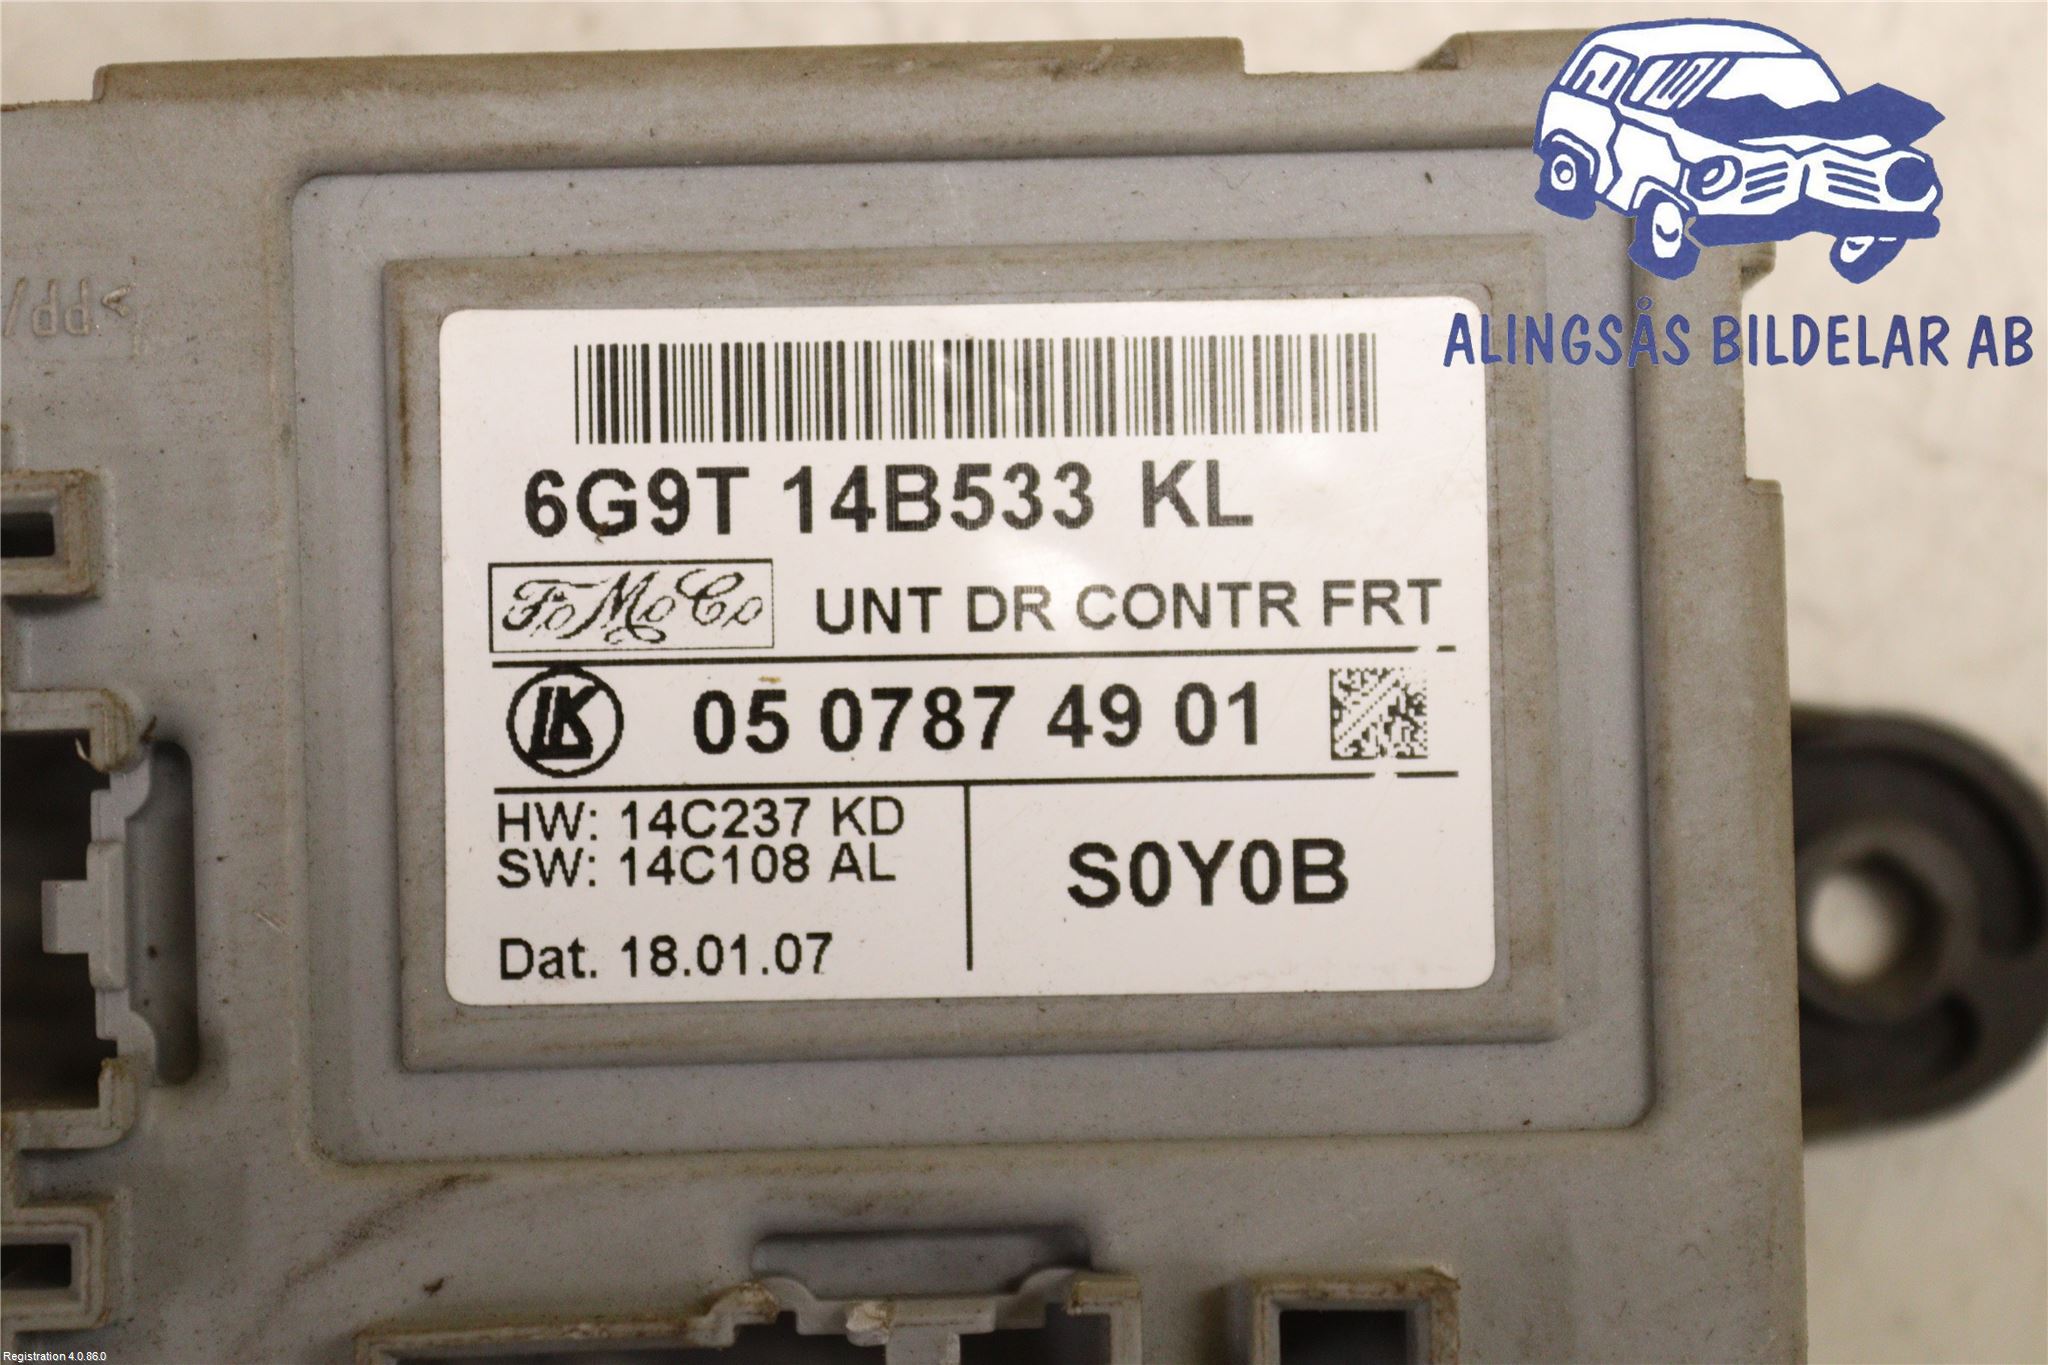 ALINGSÅS BILDELAR AB
6G9T 14B533 KL
FoMoCo UNT DR CONTR FRT
LK 05 0787 49 01
HW: 14C237 KD
SW: 14C108 AL
S0Y0B
Dat. 18.01.07
Registration 4.0.86.0